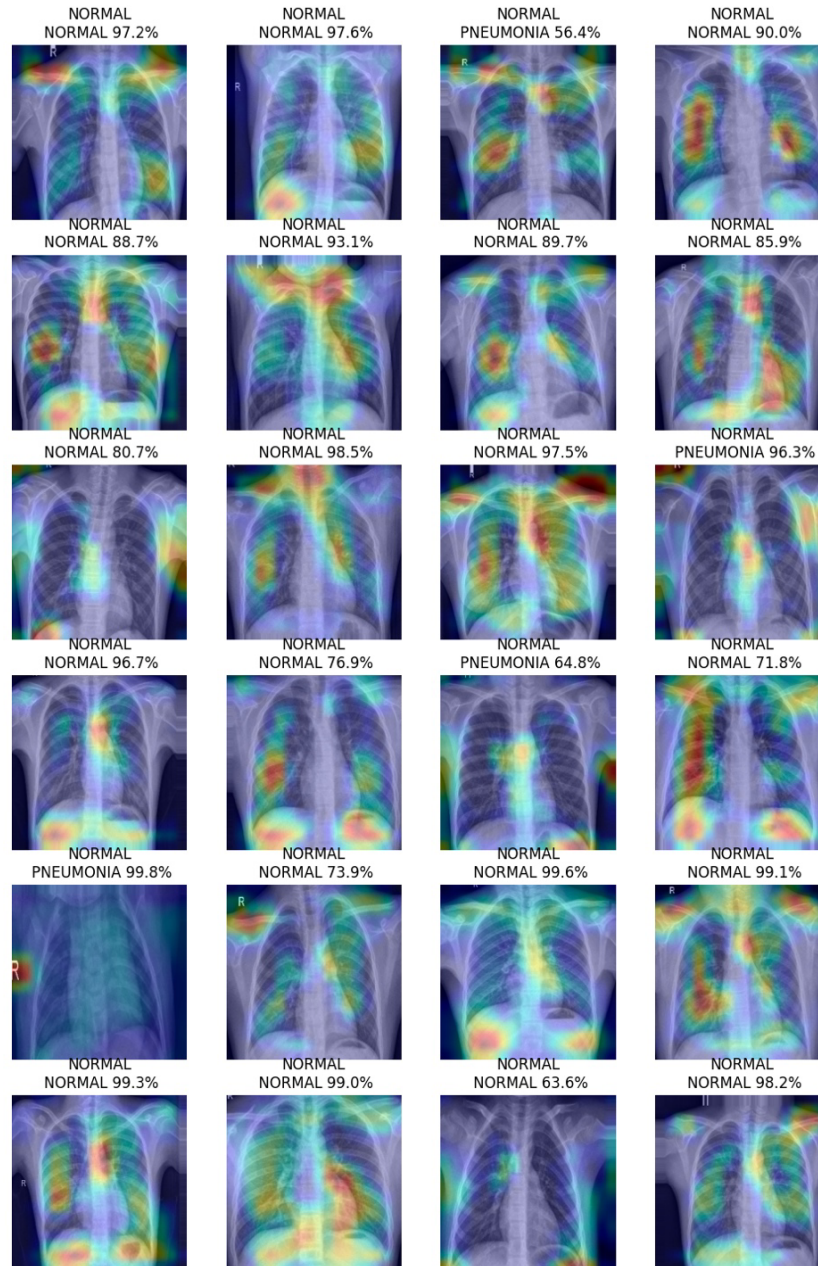 NORMAL
NORMAL 97.2%
NORMAL
NORMAL 97.6%
NORMAL
PNEUMONIA 56.4%
NORMAL
NORMAL 90.0%
R
R
R
NORMAL
NORMAL 88.7%
NORMAL
NORMAL 93.1%
NORMAL
NORMAL 89.7%
NORMAL
NORMAL 85.9%
R
NORMAL
NORMAL 80.7%
NORMAL
NORMAL 98.5%
NORMAL
NORMAL 97.5%
NORMAL
PNEUMONIA 96.3%
NORMAL
NORMAL 96.7%
NORMAL
NORMAL 76.9%
NORMAL
PNEUMONIA 64.8%
NORMAL
NORMAL 71.8%
NORMAL
PNEUMONIA 99.8%
NORMAL
NORMAL 73.9%
NORMAL
NORMAL 99.6%
NORMAL
NORMAL 99.1%
R
R
R
NORMAL
NORMAL 99.3%
NORMAL
NORMAL 99.0%
NORMAL
NORMAL 63.6%
NORMAL
NORMAL 98.2%
R